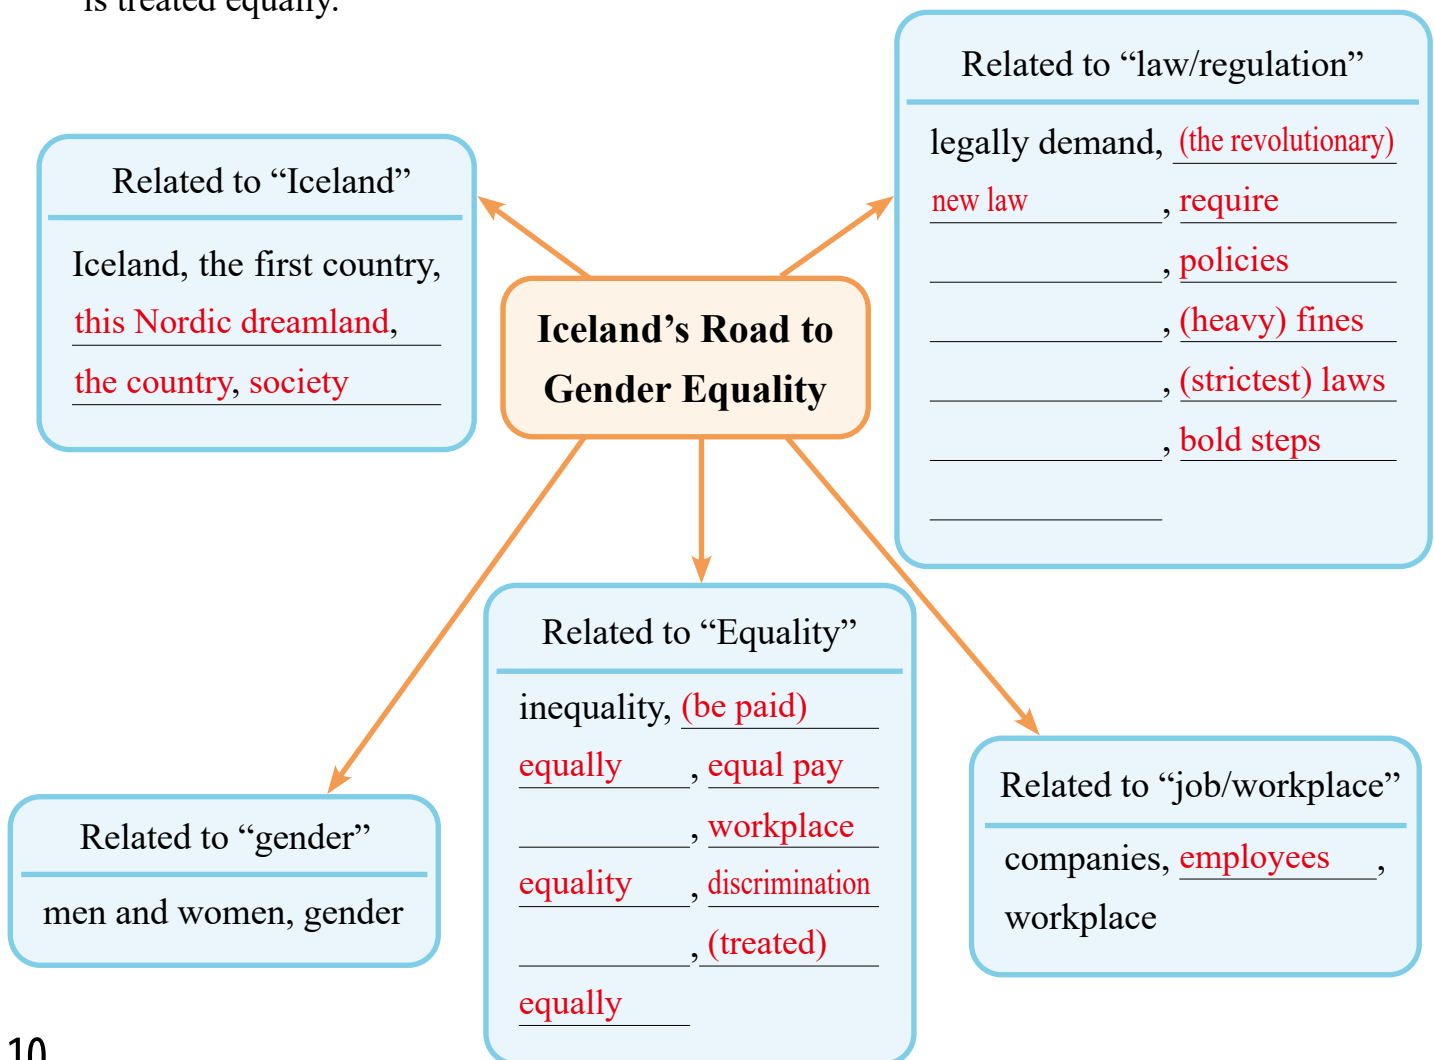 is treated equally.
Related to “law/regulation”
legally demand, (the revolutionary)
new law, require
, policies
, (heavy) fines
, (strictest) laws
, bold steps
Related to “Iceland”
Iceland, the first country,
this Nordic dreamland,
the country, society
Iceland’s Road to
Gender Equality
Related to “Equality”
inequality, (be paid)
equally, equal pay
, workplace
equality, discrimination
, (treated)
equally
Related to “gender”
men and women, gender
Related to “job/workplace”
companies, employees,
workplace
10